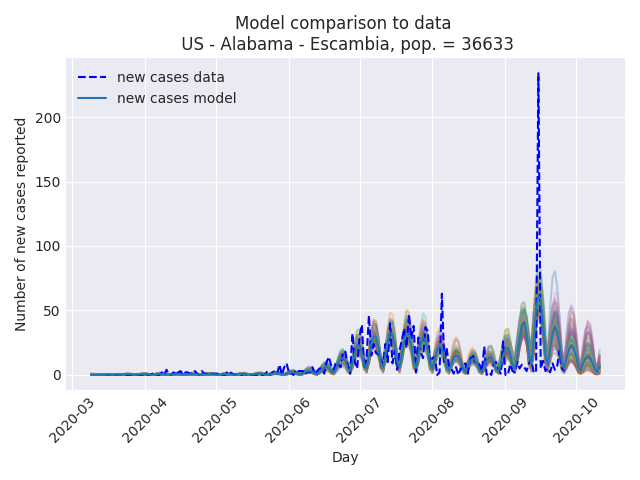 Model comparison to data
US - Alabama - Escambia, pop. = 36633
new cases data
new cases model
Number of new cases reported
200
150
100
50
0
2020-03
2020-04
2020-05
2020-06
2020-07
2020-08
2020-09
2020-10
Day